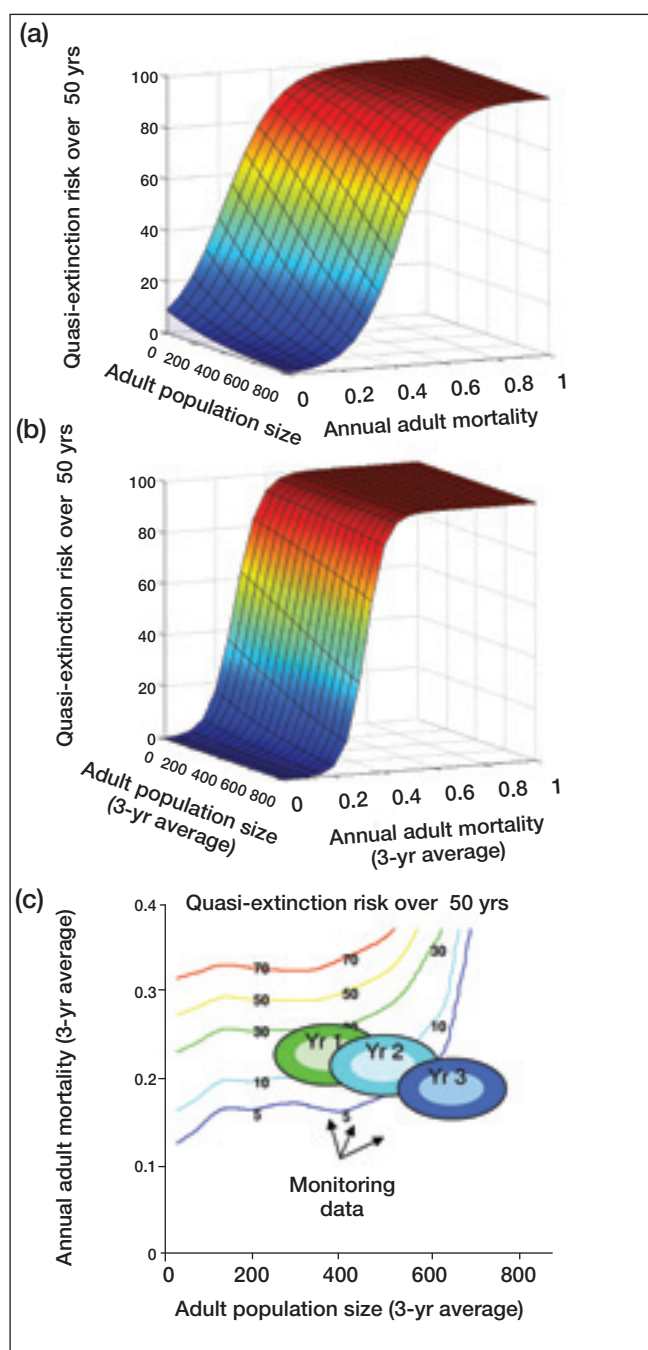 (a)
Quasi-extinction risk over 50 yrs
100
80
60
40
20
0
0 200 400 600 800
Adult population size
0 0.2 0.4 0.6 0.8 1
Annual adult mortality
(b)
Quasi-extinction risk over 50 yrs
100
80
60
40
20
0
0 200 400 600 800
Adult population size
(3-yr average)
0 0.2 0.4 0.6 0.8 1
Annual adult mortality
(3-yr average)
(c)
Quasi-extinction risk over 50 yrs
Annual adult mortality (3-yr average)
0.4
0.3
0.2
0.1
0
70 70
50 50
30 30
10 10
5 5
Yr 1
Yr 2
Yr 3
Monitoring
data
0 200 400 600 800
Adult population size (3-yr average)